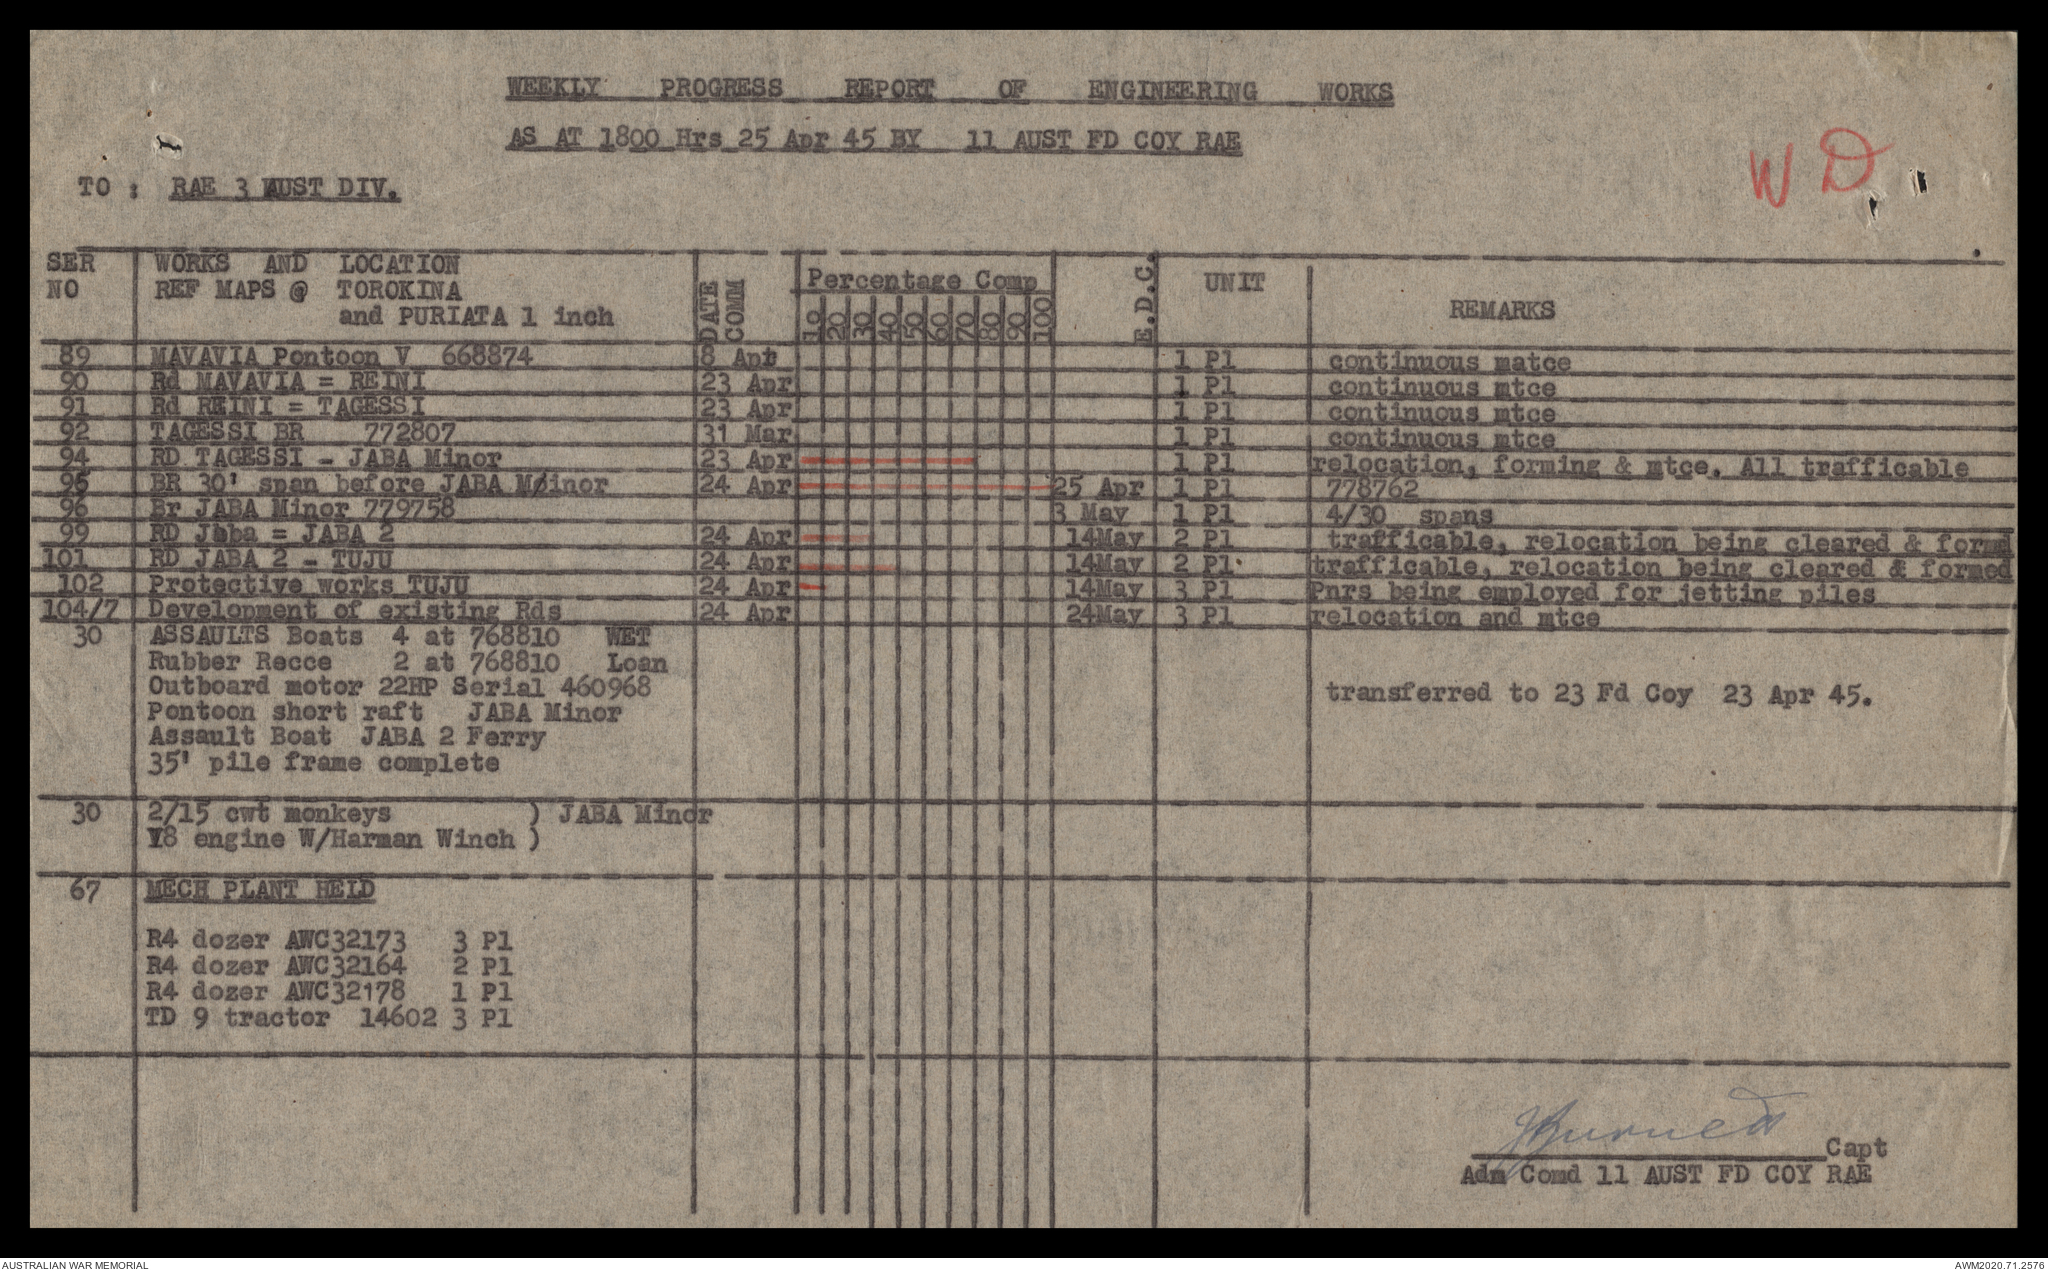 WEEKLY PROGRESS REPORT OF ENGINEERING WORKS
AS AT 1800 Hrs 25 Apr 45 BY 11 AUST FD COY RAE
W D
TO : RAE 3 AUST DIV.
SER NO | WORKS AND LOCATION REF MAPS @ TOROKINA and PURIATA 1 inch | DATE COMM | Percentage Comp 10 20 30 40 50 60 70 80 90 100 | E.D.C. | UNIT | REMARKS
89 MAVAVIA Pontoon V 668874 8 Apt 1 Pl continuous matce
90 Rd MAVAVIA = REINI 23 Apr 1 Pl continuous mtce
91 Rd REINI = TAGESSI 23 Apr 1 Pl continuous mtce
92 TAGESSI BR 772807 31 Mar 1 Pl continuous mtce
94 RD TAGESSI - JABA Minor 23 Apr 1 Pl relocation, forming & mtce. All trafficable
95 BR 30' span before JABA Minor 24 Apr 25 Apr 1 Pl 778762
96 Br JABA Minor 779758 3 May 1 Pl 4/30 spans
99 RD Jbba = JABA 2 24 Apr 14May 2 Pl trafficable, relocation being cleared & formd
101 RD JABA 2 - TUJU 24 Apr 14May 2 Pl. trafficable, relocation being cleared & formed
102 Protective works TUJU 24 Apr 14May 3 Pl Pnrs being employed for jetting piles
104/7 Development of existing Rds 24 Apr 24May 3 Pl relocation and mtce
30 ASSAULTS Boats 4 at 768810 WET
Rubber Recce 2 at 768810 Loan
Outboard motor 22HP Serial 460968 transferred to 23 Fd Coy 23 Apr 45.
Pontoon short raft JABA Minor
Assault Boat JABA 2 Ferry
35' pile frame complete
30 2/15 cwt monkeys ) JABA Minor
V8 engine W/Harman Winch )
67 MECH PLANT HELD
R4 dozer AWC32173 3 Pl
R4 dozer AWC32164 2 Pl
R4 dozer AWC32178 1 Pl
TD 9 tractor 14602 3 Pl
JBurnett
Capt
Adm Comd 11 AUST FD COY RAE
AUSTRALIAN WAR MEMORIAL
AWM2020.71.2576